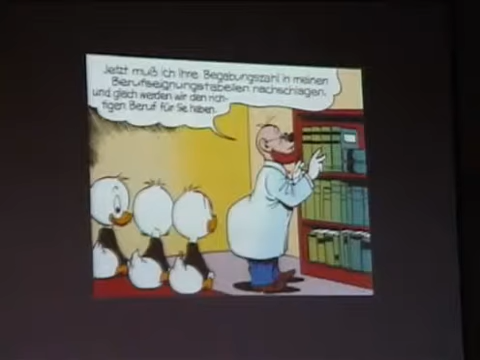 Jetzt muß ich Ihre Begabungszahl in meinen
Berufseignungstabellen nachschlagen,
und gleich werden wir den rich-
tigen Beruf für Sie haben.